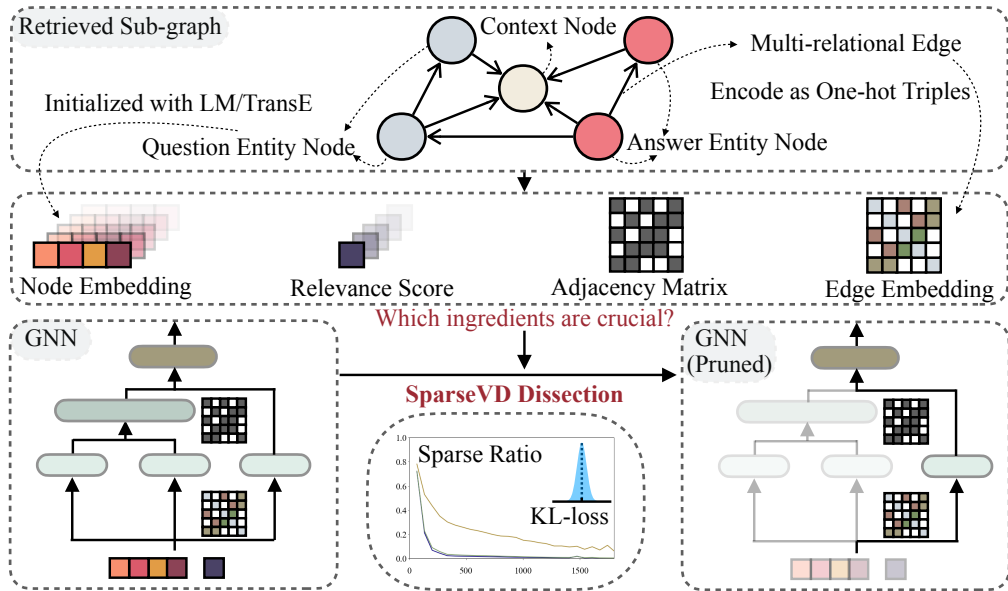 Retrieved Sub-graph
Context Node
Multi-relational Edge
Initialized with LM/TransE
Encode as One-hot Triples
Question Entity Node
Answer Entity Node
Node Embedding
Relevance Score
Adjacency Matrix
Edge Embedding
Which ingredients are crucial?
GNN
GNN
(Pruned)
SparseVD Dissection
Sparse Ratio
KL-loss
1.0
0.8
0.6
0.4
0.2
0.0
0 500 1000 1500